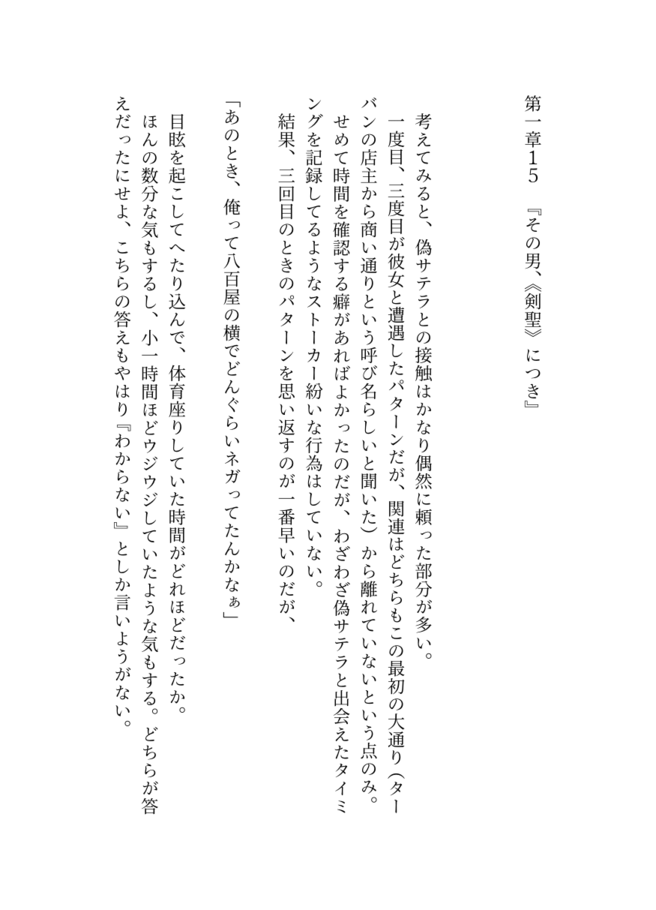 第一章１５　『その男、《剣聖》につき』
考えてみると、偽サテラとの接触はかなり偶然に頼った部分が多い。
一度目、三度目が彼女と遭遇したパターンだが、関連はどちらもこの最初の大通り（ター
バンの店主から商い通りという呼び名らしいと聞いた）から離れていないという点のみ。
せめて時間を確認する癖があればよかったのだが、わざわざ偽サテラと出会えたタイミ
ングを記録してるようなストーカー紛いな行為はしていない。
結果、三回目のときのパターンを思い返すのが一番早いのだが、
「あのとき、俺って八百屋の横でどんぐらいネガってたんかなぁ」
目眩を起こしてへたり込んで、体育座りしていた時間がどれほどだったか。
ほんの数分な気もするし、小一時間ほどウジウジしていたような気もする。どちらが答
えだったにせよ、こちらの答えもやはり『わからない』としか言いようがない。